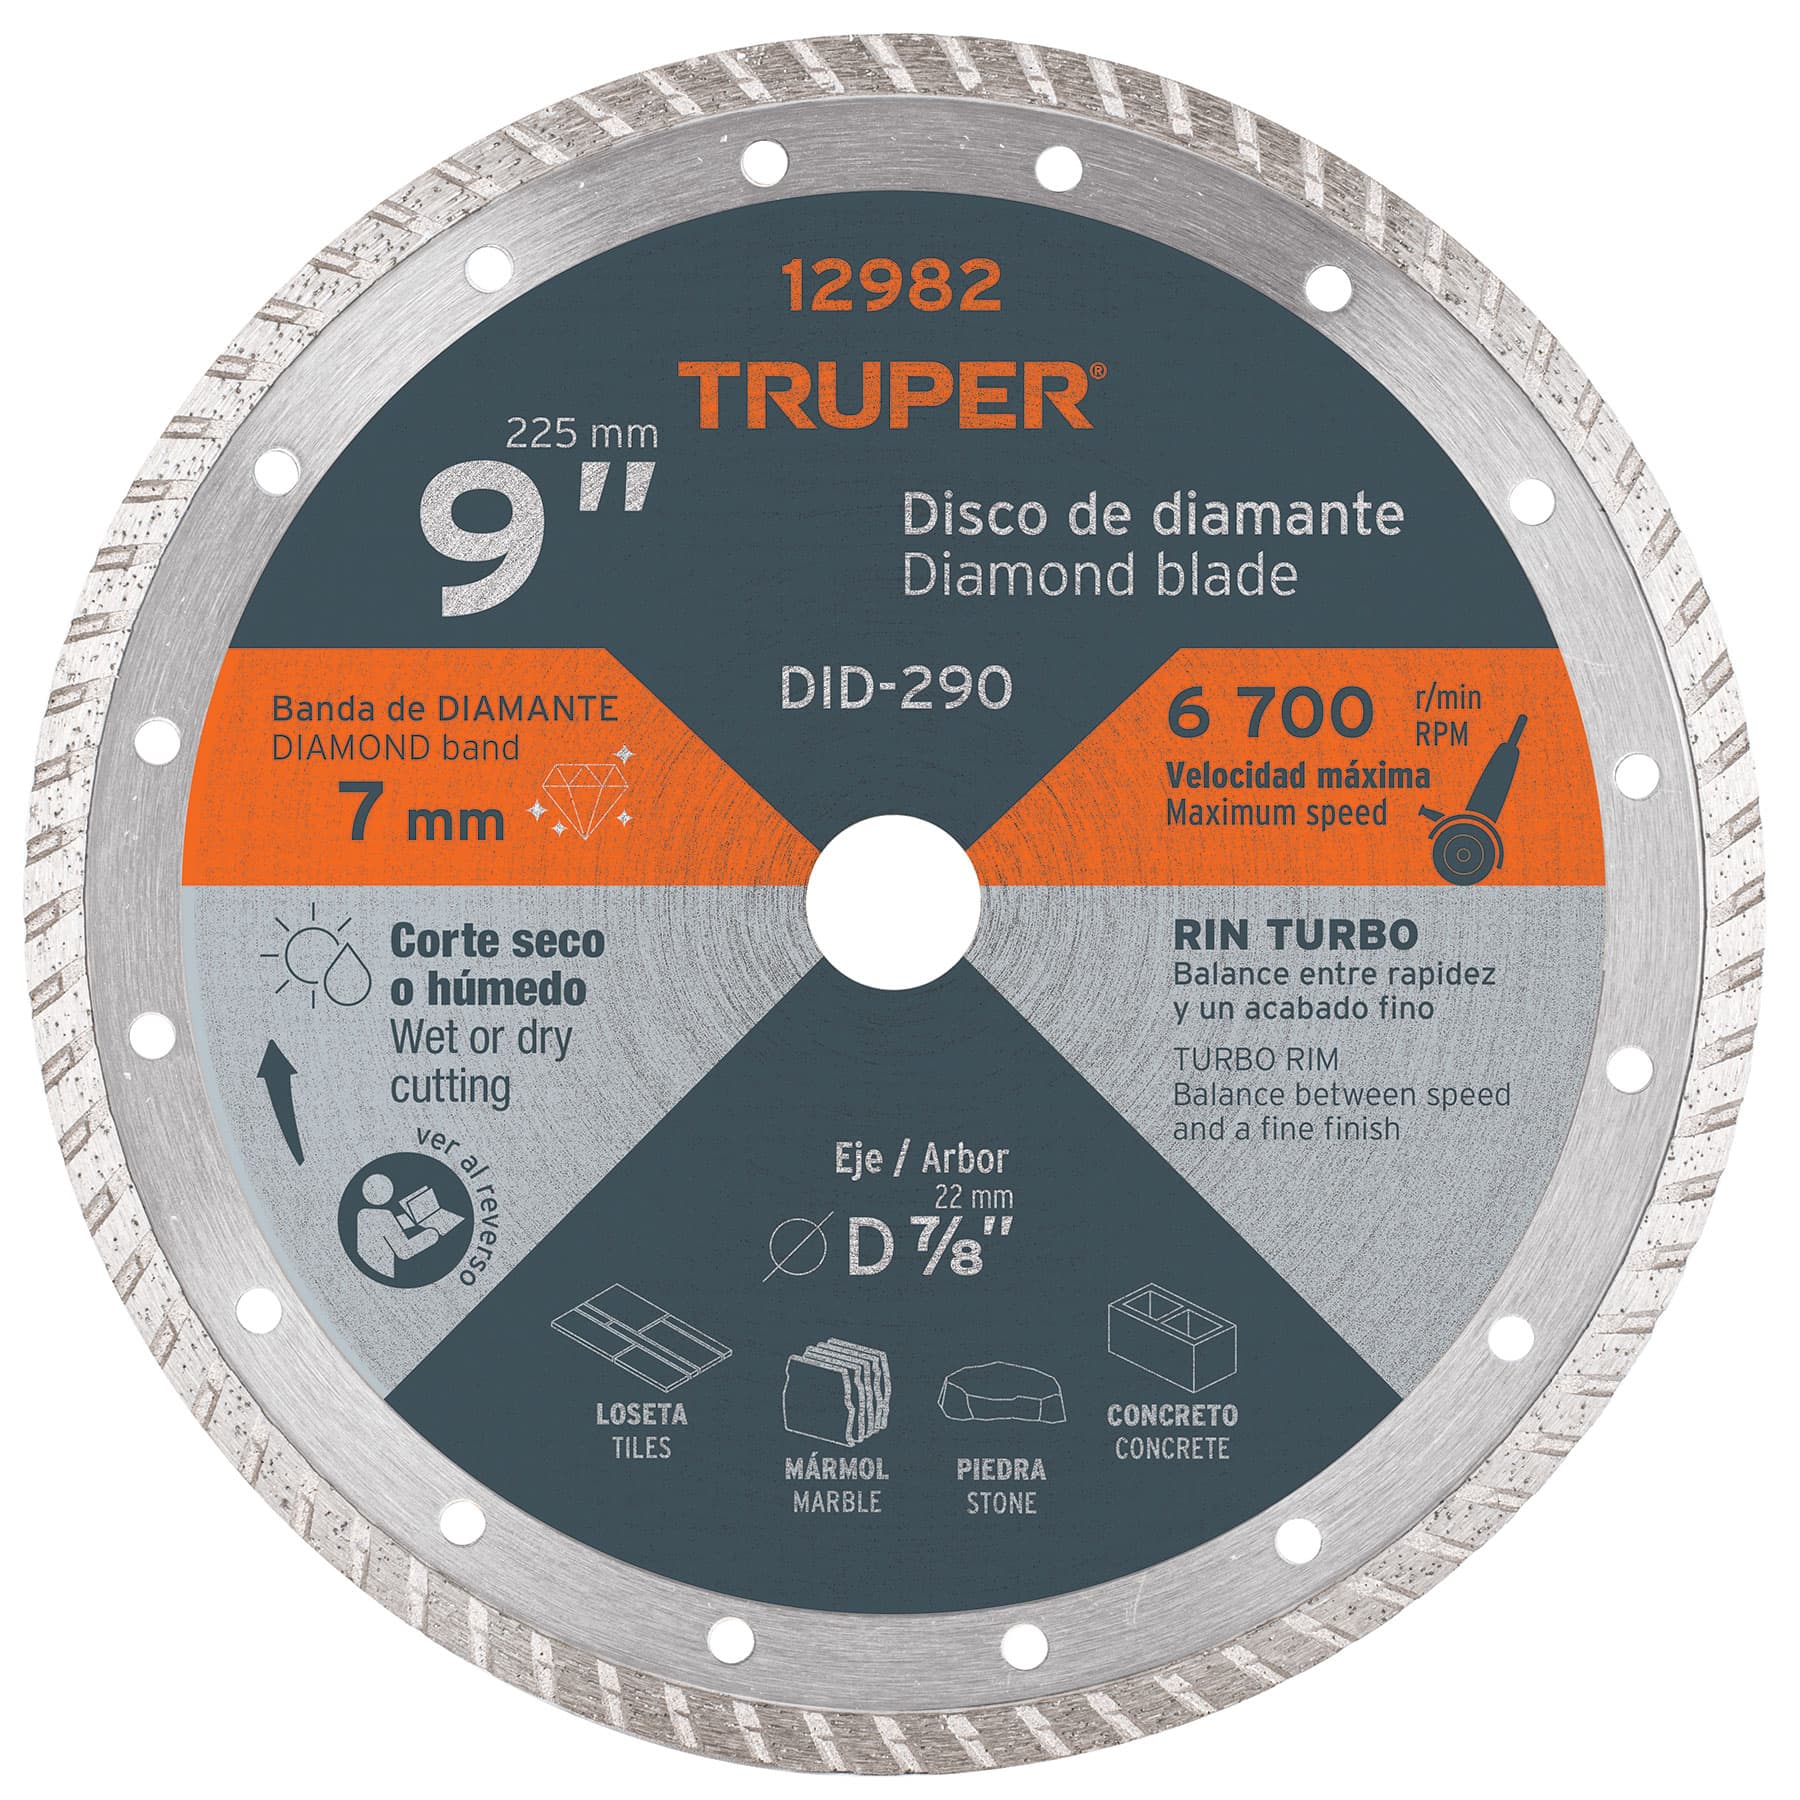 12982
TRUPER®
225 mm
9"
Disco de diamante
Diamond blade
DID-290
Banda de DIAMANTE
DIAMOND band
7 mm
6 700 r/min
RPM
Velocidad máxima
Maximum speed
Corte seco
o húmedo
Wet or dry
cutting
ver al reverso
RIN TURBO
Balance entre rapidez
y un acabado fino
TURBO RIM
Balance between speed
and a fine finish
Eje / Arbor
22 mm
D 7/8"
LOSETA
TILES
MÁRMOL
MARBLE
PIEDRA
STONE
CONCRETO
CONCRETE